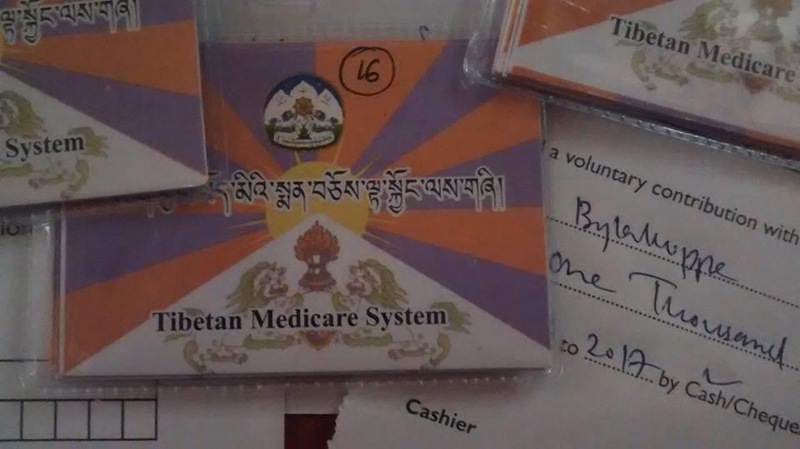 ལྟ་སྐྱོང་ལས་གཞི།
System
16
མིའི་སྨན་བཅོས་ལྟ་སྐྱོང་ལས་གཞི།
Tibetan Medicare System
Tibetan Medicare
a voluntary contribution with
Bylakuppe
One Thousand
to 2017 by Cash/Cheque
Cashier